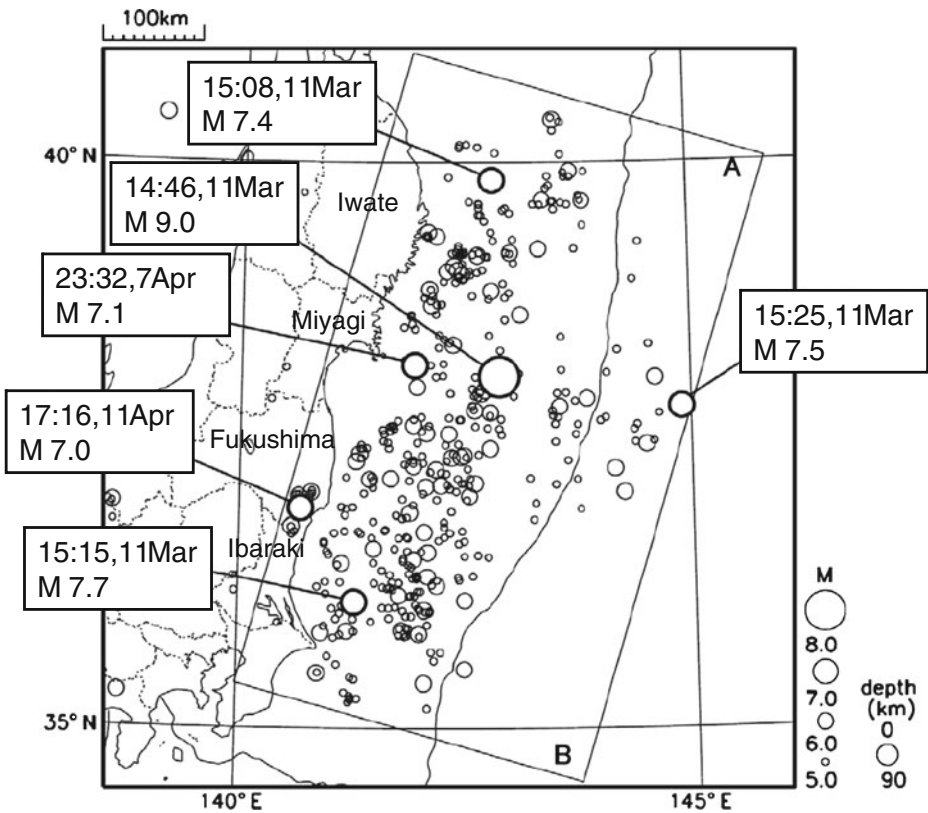 100km
15:08,11Mar
M 7.4
40° N
A
14:46,11Mar
M 9.0
Iwate
23:32,7Apr
M 7.1
Miyagi
15:25,11Mar
M 7.5
17:16,11Apr
M 7.0
Fukushima
15:15,11Mar
M 7.7
Ibaraki
M
8.0
7.0
6.0
5.0
depth
(km)
0
90
35° N
B
140° E
145° E